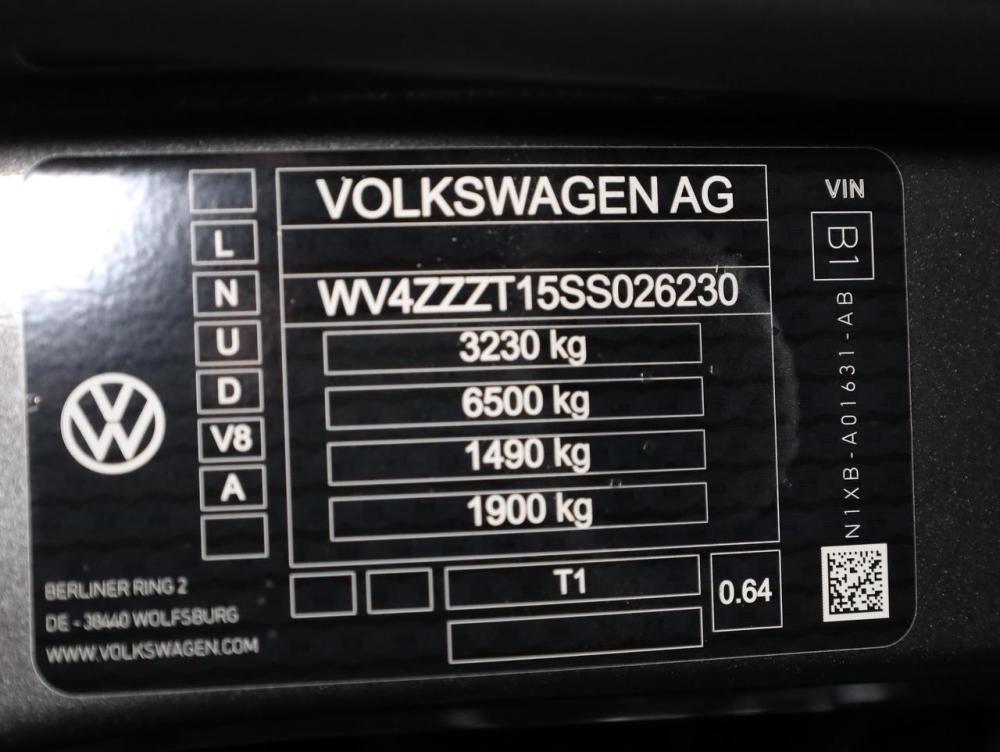 VOLKSWAGEN AG
WV4ZZZT15SS026230
3230 kg
6500 kg
1490 kg
1900 kg
T1
0.64
L
N
U
D
V8
A
VIN
B1
N1XB-A01631-AB
BERLINER RING 2
DE - 38440 WOLFSBURG
WWW.VOLKSWAGEN.COM